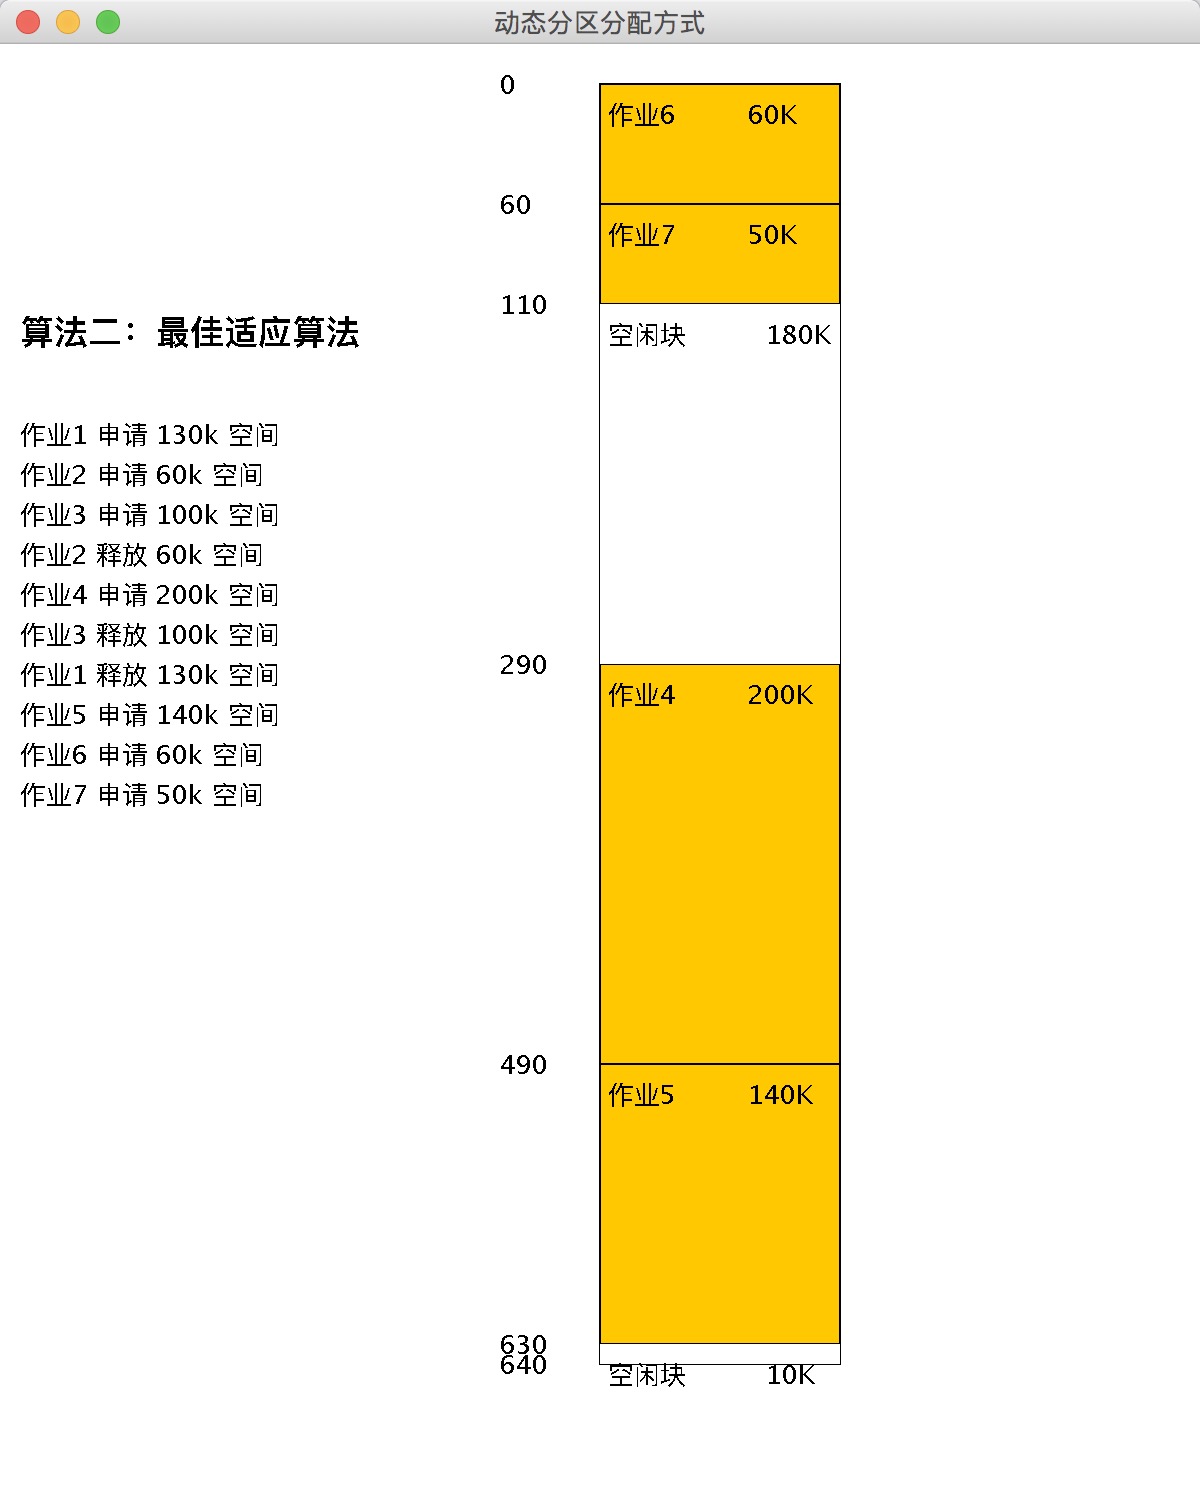 动态分区分配方式
算法二：最佳适应算法
作业1 申请 130k 空间
作业2 申请 60k 空间
作业3 申请 100k 空间
作业2 释放 60k 空间
作业4 申请 200k 空间
作业3 释放 100k 空间
作业1 释放 130k 空间
作业5 申请 140k 空间
作业6 申请 60k 空间
作业7 申请 50k 空间
0
作业6 60K
60
作业7 50K
110
空闲块 180K
290
作业4 200K
490
作业5 140K
630
640
空闲块 10K